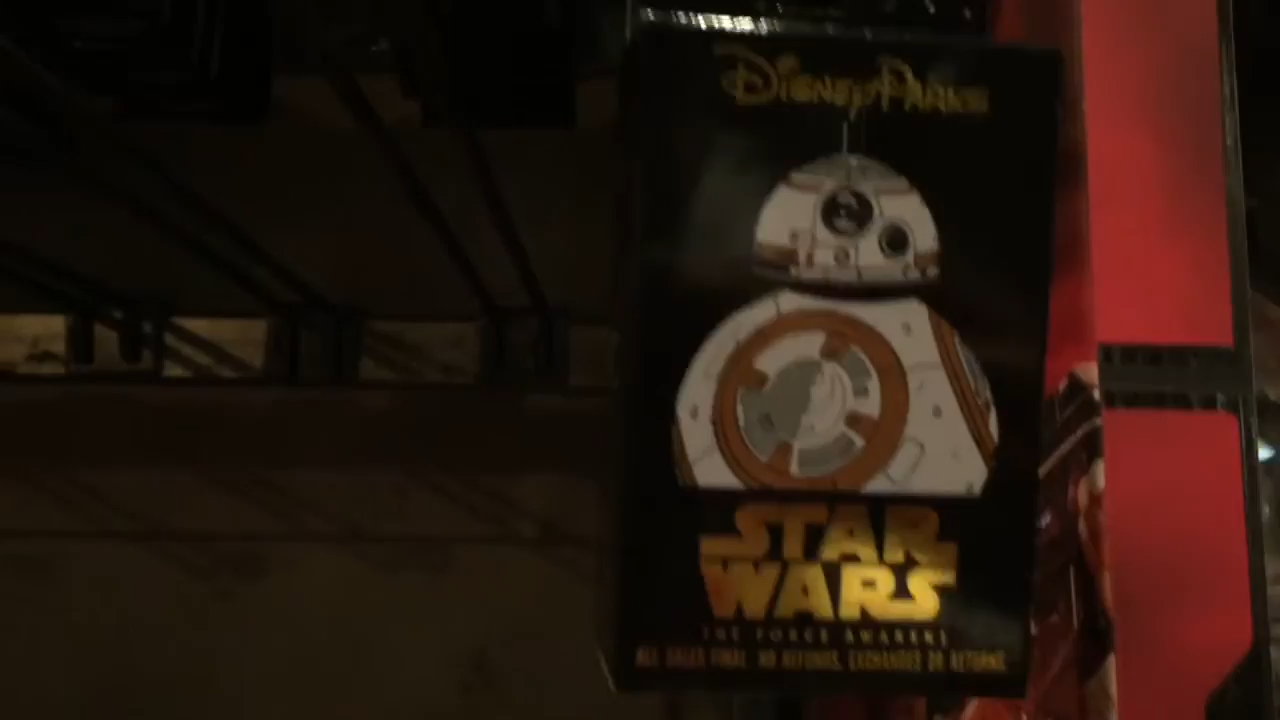 Disney Parks
STAR
WARS
THE FORCE AWAKENS
ALL SALES FINAL. NO REFUNDS, EXCHANGES OR RETURNS.